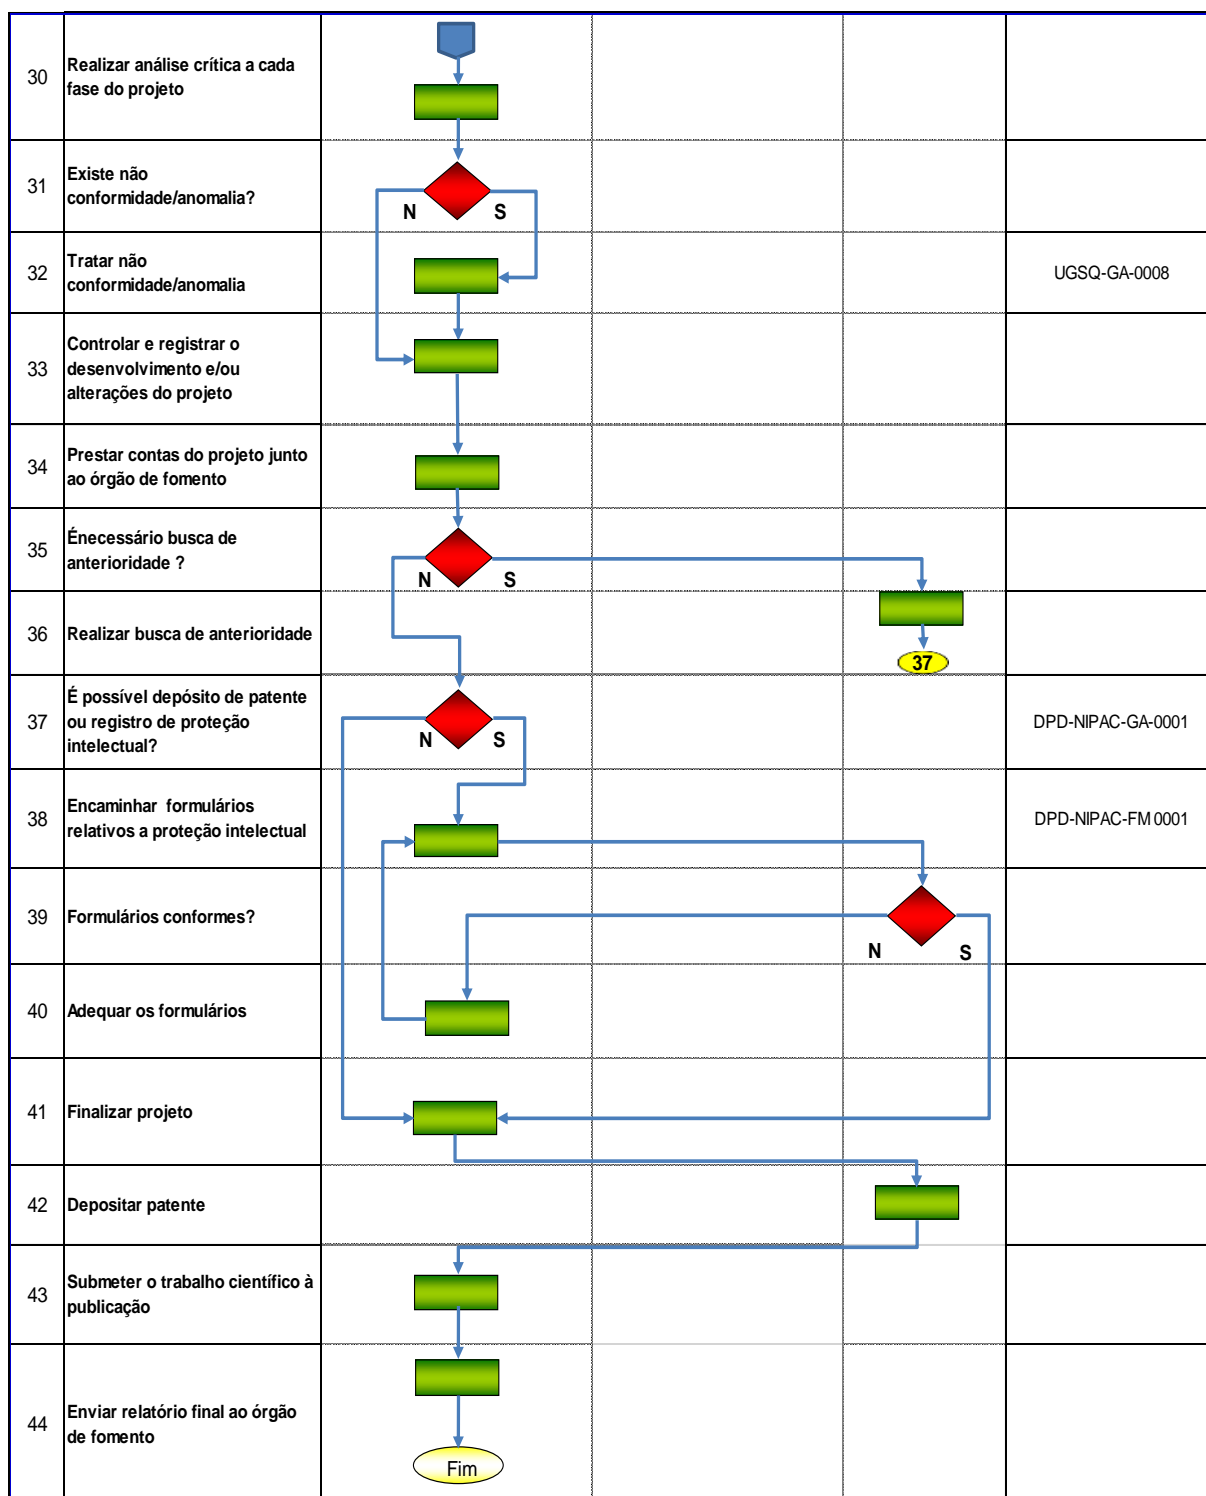 30
Realizar análise crítica a cada
fase do projeto
31
Existe não
conformidade/anomalia?
N
S
32
Tratar não
conformidade/anomalia
UGSQ-GA-0008
33
Controlar e registrar o
desenvolvimento e/ou
alterações do projeto
34
Prestar contas do projeto junto
ao órgão de fomento
35
Énecessário busca de
anterioridade ?
N
S
36
Realizar busca de anterioridade
37
37
É possível depósito de patente
ou registro de proteção
intelectual?
N
S
DPD-NIPAC-GA-0001
38
Encaminhar formulários
relativos a proteção intelectual
DPD-NIPAC-FM 0001
39
Formulários conformes?
N
S
40
Adequar os formulários
41
Finalizar projeto
42
Depositar patente
43
Submeter o trabalho científico à
publicação
44
Enviar relatório final ao órgão
de fomento
Fim